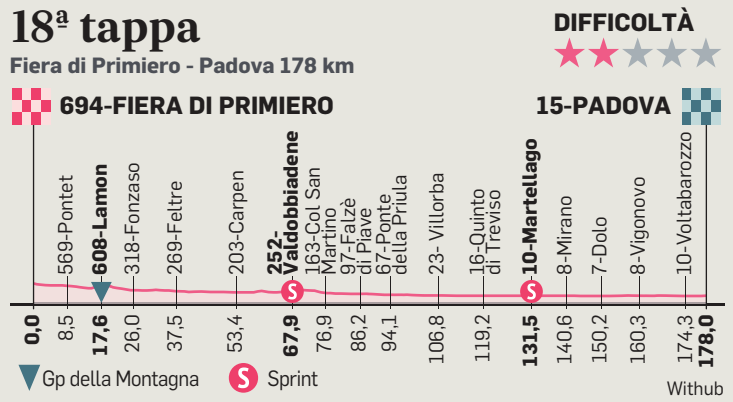 18ª tappa
Fiera di Primiero - Padova 178 km
DIFFICOLTÀ
694-FIERA DI PRIMIERO
15-PADOVA
569-Pontet
608-Lamon
318-Fonzaso
269-Feltre
203-Carpen
252-
Valdobbiadene
163-Col San
Martino
97-Falzè
di Piave
67-Ponte
della Priula
23- Villorba
16-Quinto
di Treviso
10-Martellago
8-Mirano
7-Dolo
8-Vigonovo
10-Voltabarozzo
S
S
0,0
8,5
17,6
26,0
37,5
53,4
67,9
76,9
86,2
94,1
106,8
119,2
131,5
140,6
150,2
160,3
174,3
178,0
Gp della Montagna
S Sprint
Withub